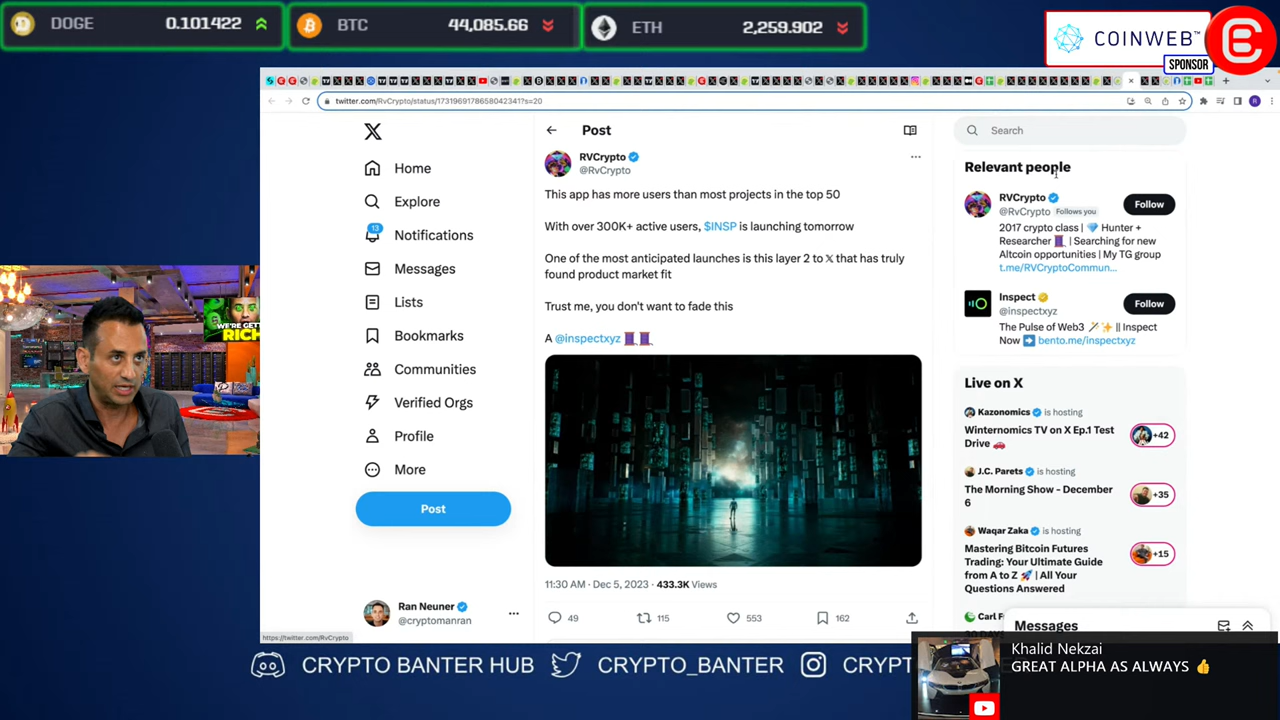 DOGE 0.101422
BTC 44,085.66
ETH 2,259.902
COINWEB™
SPONSOR
twitter.com/RvCrypto/status/1731969178658042341?s=20
R
Home
Explore
13
Notifications
Messages
Lists
Bookmarks
Communities
Verified Orgs
Profile
More
Post
Ran Neuner
@cryptomanran
https://twitter.com/RvCrypto
Post
RVCrypto
@RvCrypto
This app has more users than most projects in the top 50
With over 300K+ active users, $INSP is launching tomorrow
One of the most anticipated launches is this layer 2 to 𝕏 that has truly
found product market fit
Trust me, you don't want to fade this
A @inspectxyz
11:30 AM · Dec 5, 2023 · 433.3K Views
49 115 553 162
Search
Relevant people
RVCrypto
@RvCrypto Follows you
Follow
2017 crypto class | 💎 Hunter +
Researcher 🧵 | Searching for new
Altcoin opportunities | My TG group
t.me/RVCryptoCommun...
Inspect
@inspectxyz
Follow
The Pulse of Web3 🪄✨ || Inspect
Now ➡️ bento.me/inspectxyz
Live on X
Kazonomics is hosting
Winternomics TV on X Ep.1 Test
Drive 🚗
+42
J.C. Parets is hosting
The Morning Show - December
6
+35
Waqar Zaka is hosting
Mastering Bitcoin Futures
Trading: Your Ultimate Guide
from A to Z 🚀 | All Your
Questions Answered
+15
Carl F
Messages
WE'RE GETT
RICH
CRYPTO BANTER HUB CRYPTO_BANTER CRYPT
Khalid Nekzai
GREAT ALPHA AS ALWAYS 👍